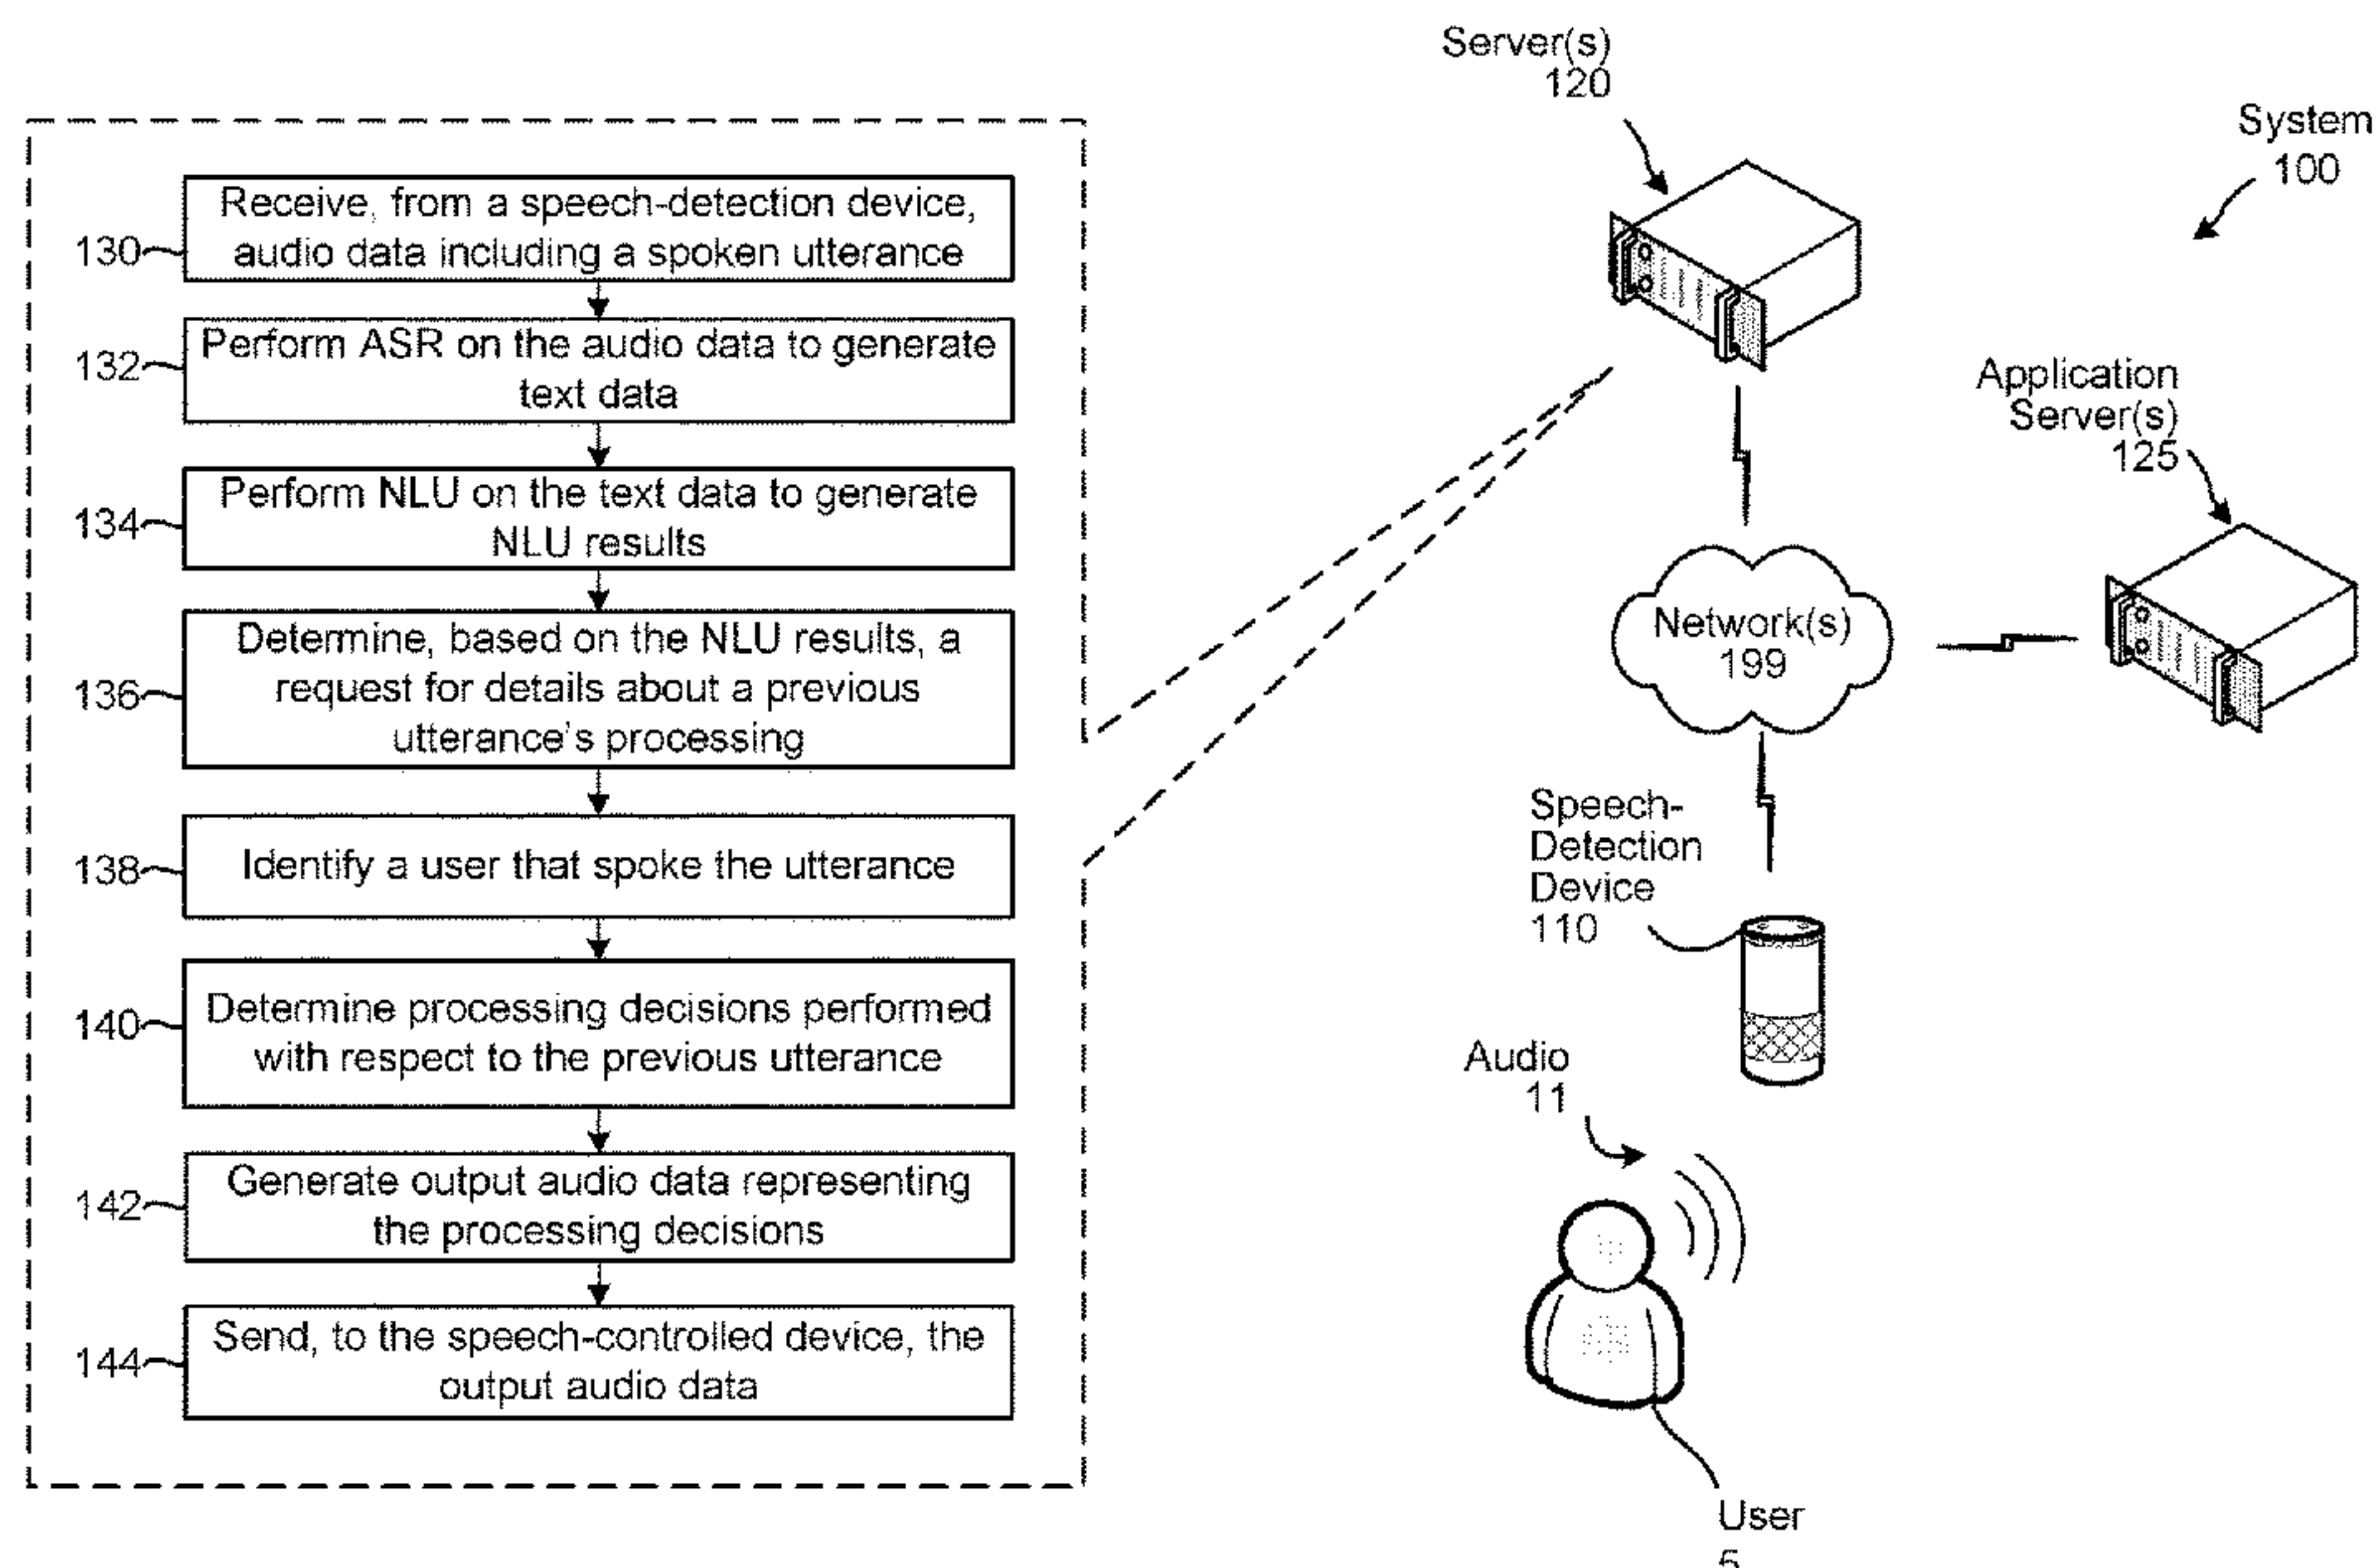 Server(s)
120
System
100
Receive, from a speech-detection device,
audio data including a spoken utterance
130
Perform ASR on the audio data to generate
text data
132
Perform NLU on the text data to generate
NLU results
134
Determine, based on the NLU results, a
request for details about a previous
utterance's processing
136
Identify a user that spoke the utterance
138
Determine processing decisions performed
with respect to the previous utterance
140
Generate output audio data representing
the processing decisions
142
Send, to the speech-controlled device, the
output audio data
144
Application
Server(s)
125
Network(s)
199
Speech-
Detection
Device
110
Audio
11
User
5